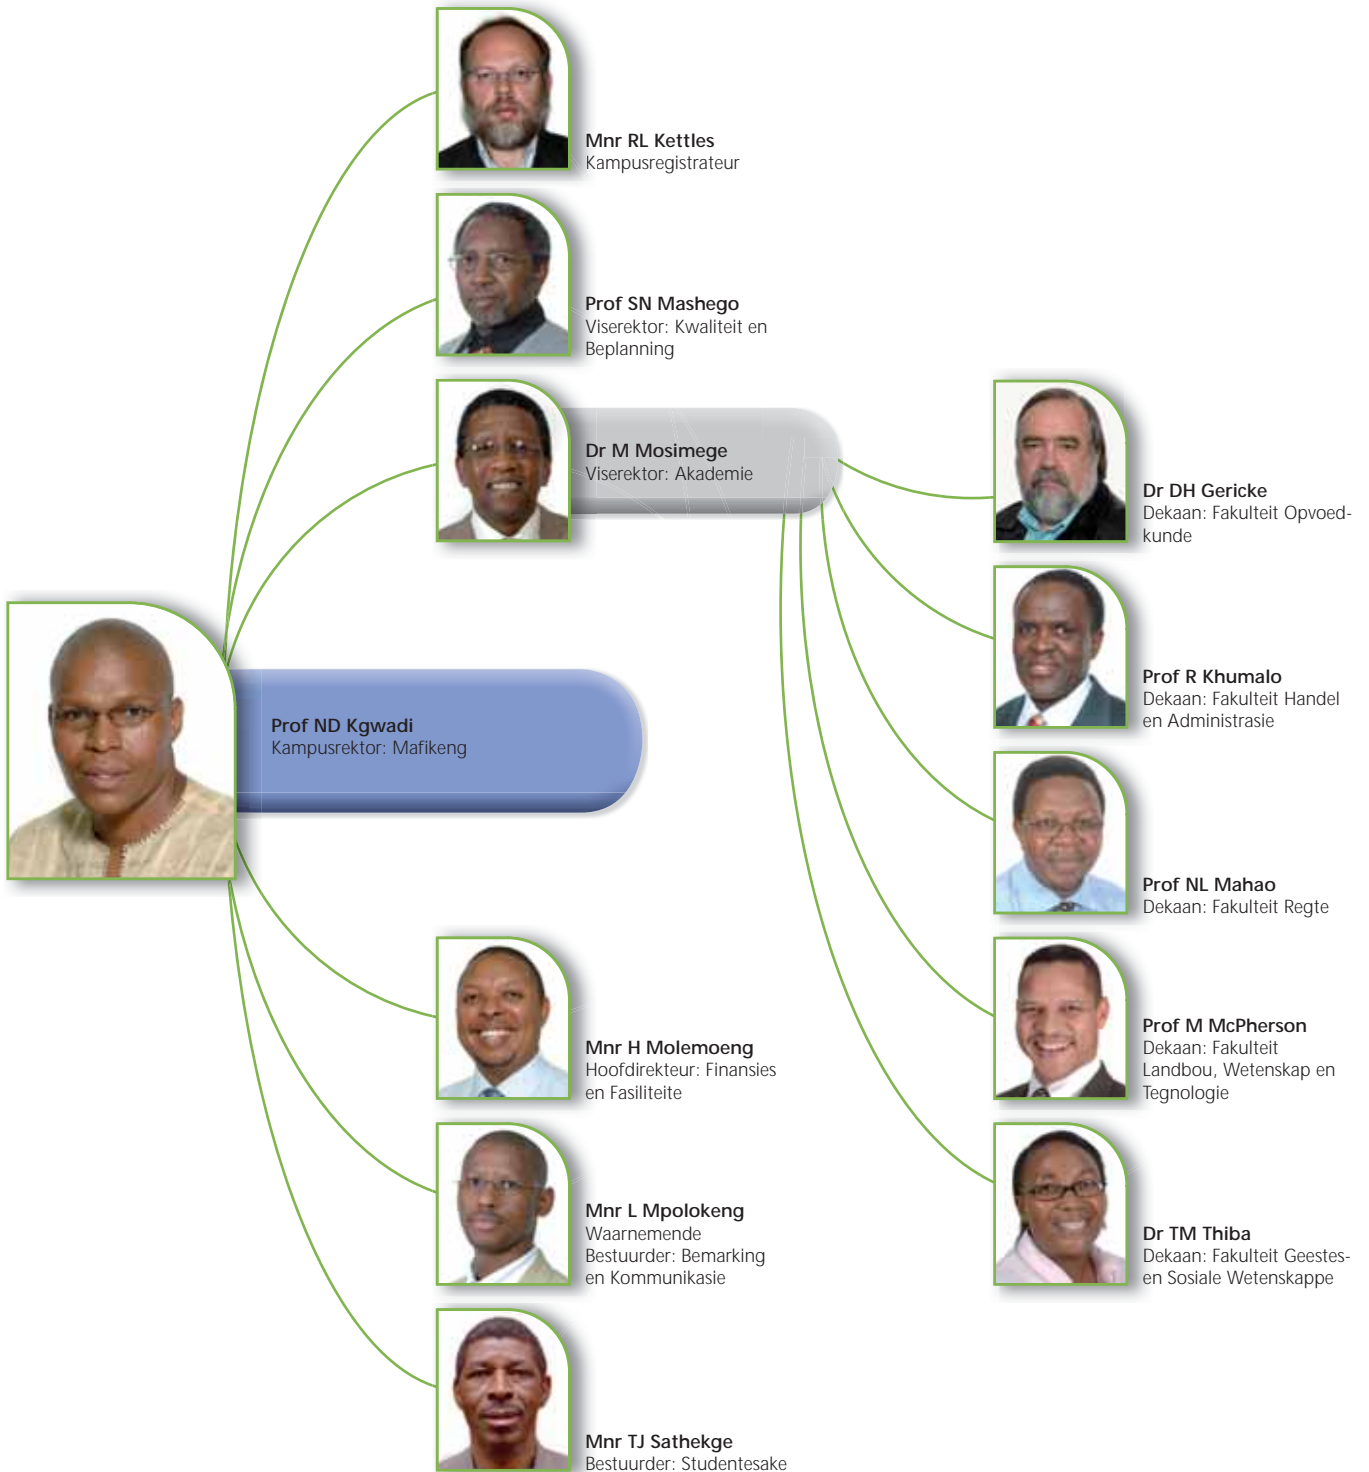 Mnr RL Kettles
Kampusregistrateur
Prof SN Mashego
Viserektor: Kwaliteit en
Beplanning
Dr M Mosimege
Viserektor: Akademie
Dr DH Gericke
Dekaan: Fakulteit Opvoed-
kunde
Prof R Khumalo
Dekaan: Fakulteit Handel
en Administrasie
Prof ND Kgwadi
Kampusrektor: Mafikeng
Prof NL Mahao
Dekaan: Fakulteit Regte
Mnr H Molemoeng
Hoofdirekteur: Finansies
en Fasiliteite
Prof M McPherson
Dekaan: Fakulteit
Landbou, Wetenskap en
Tegnologie
Mnr L Mpolokeng
Waarnemende
Bestuurder: Bemarking
en Kommunikasie
Dr TM Thiba
Dekaan: Fakulteit Geestes-
en Sosiale Wetenskappe
Mnr TJ Sathekge
Bestuurder: Studentesake